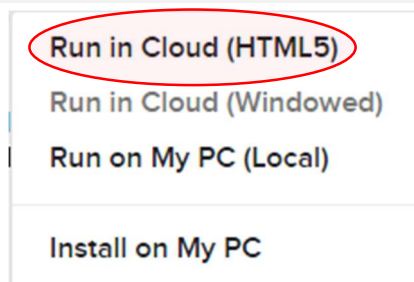 Run in Cloud (HTML5)
Run in Cloud (Windowed)
Run on My PC (Local)
Install on My PC